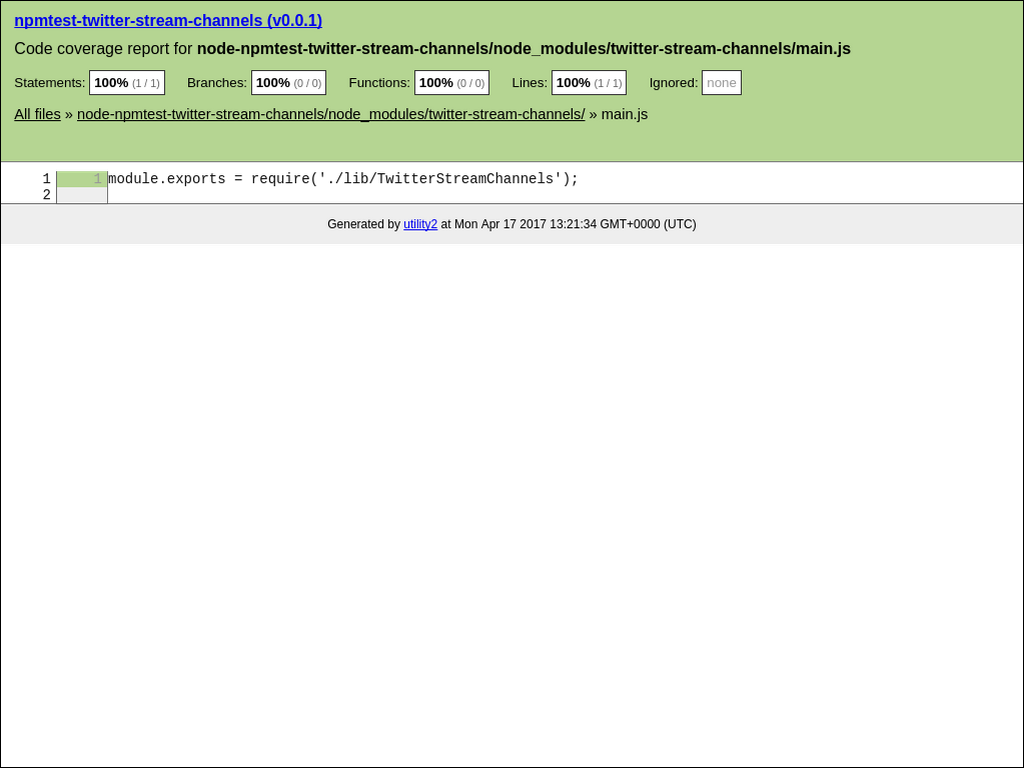 npmtest-twitter-stream-channels (v0.0.1)
Code coverage report for node-npmtest-twitter-stream-channels/node_modules/twitter-stream-channels/main.js
Statements: 100% (1 / 1) Branches: 100% (0 / 0) Functions: 100% (0 / 0) Lines: 100% (1 / 1) Ignored: none
All files » node-npmtest-twitter-stream-channels/node_modules/twitter-stream-channels/ » main.js
1 1 module.exports = require('./lib/TwitterStreamChannels');
2
Generated by utility2 at Mon Apr 17 2017 13:21:34 GMT+0000 (UTC)